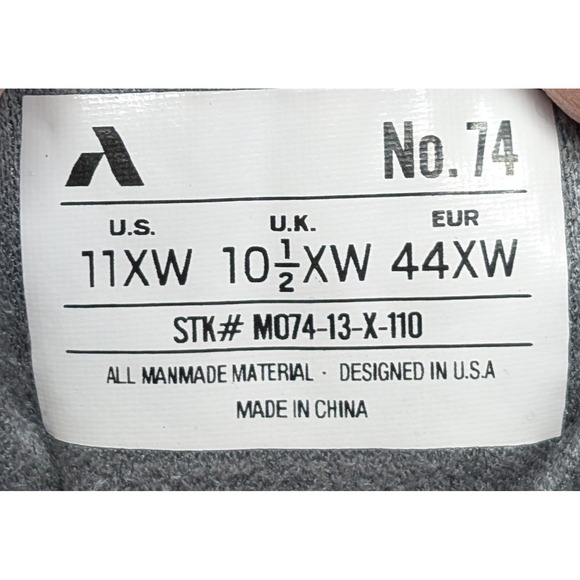 No. 74
U.S. U.K. EUR
11XW 10½XW 44XW
STK# M074-13-X-110
ALL MANMADE MATERIAL · DESIGNED IN U.S.A
MADE IN CHINA